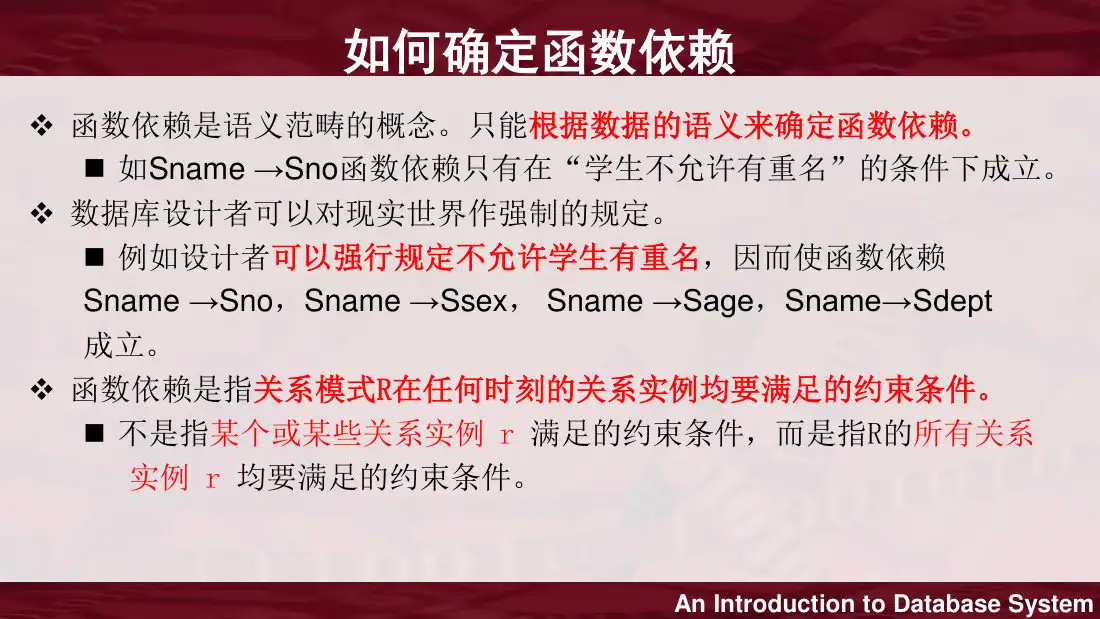 如何确定函数依赖
❖ 函数依赖是语义范畴的概念。只能根据数据的语义来确定函数依赖。
■ 如Sname →Sno函数依赖只有在“学生不允许有重名”的条件下成立。
❖ 数据库设计者可以对现实世界作强制的规定。
■ 例如设计者可以强行规定不允许学生有重名，因而使函数依赖
Sname →Sno，Sname →Ssex， Sname →Sage，Sname→Sdept
成立。
❖ 函数依赖是指关系模式R在任何时刻的关系实例均要满足的约束条件。
■ 不是指某个或某些关系实例 r 满足的约束条件，而是指R的所有关系
实例 r 均要满足的约束条件。
An Introduction to Database System